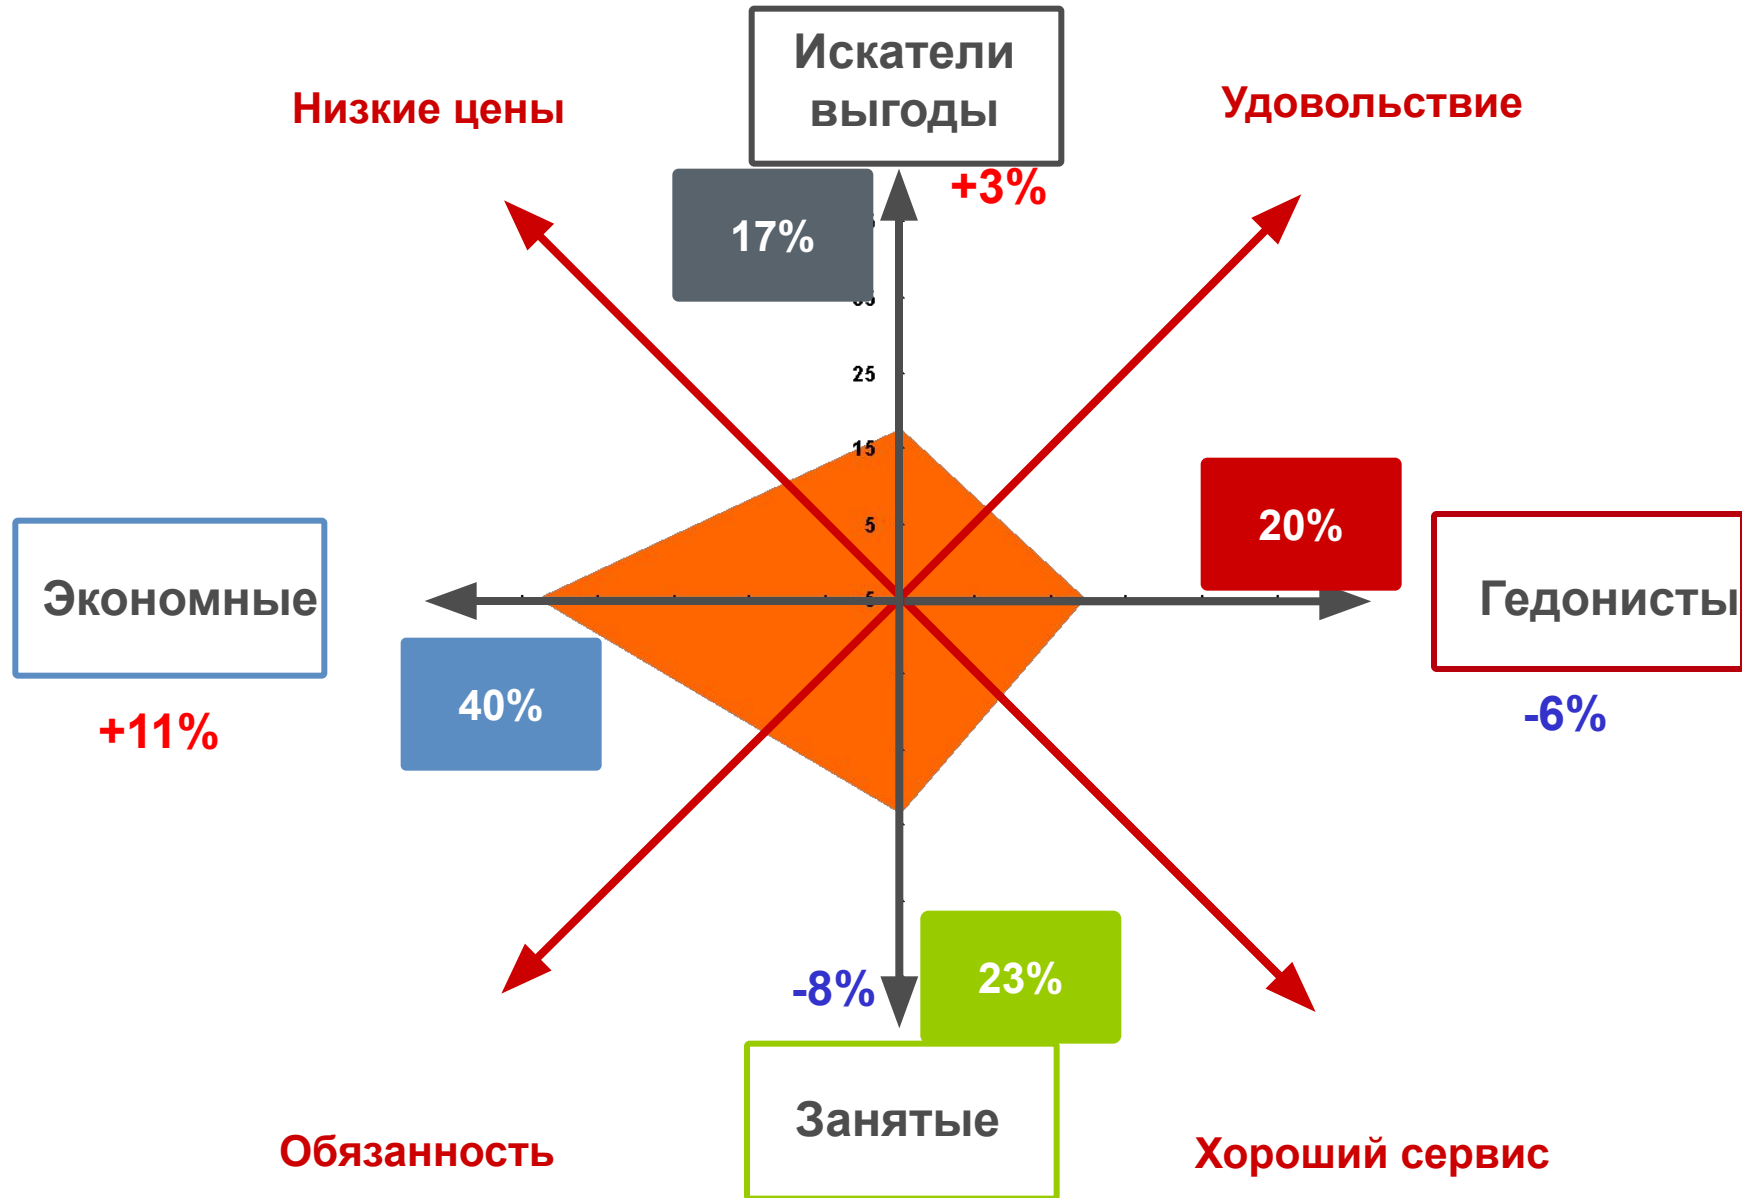 Искатели
выгоды
Низкие цены
Удовольствие
+3%
17%
25
15
5
20%
Экономные
Гедонисты
40%
+11%
-6%
-8%
23%
Занятые
Обязанность
Хороший сервис